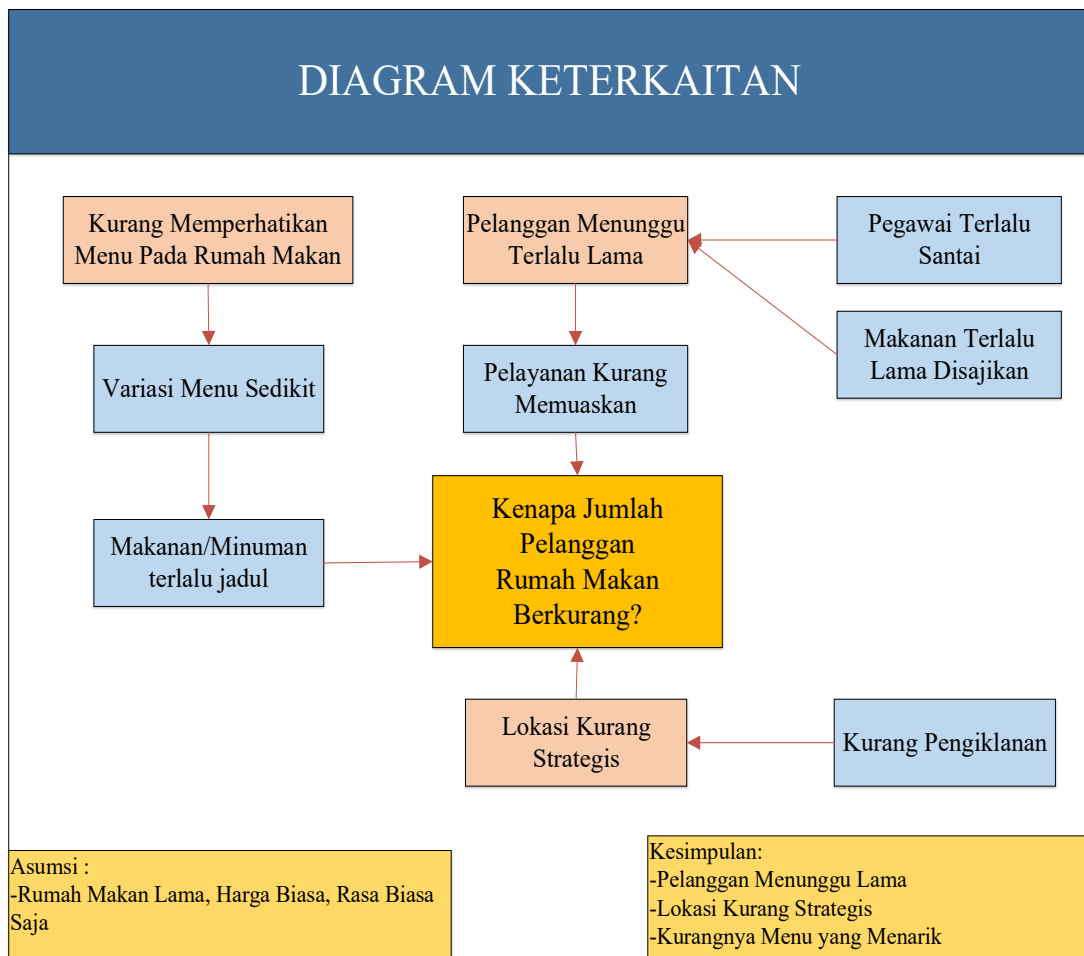 DIAGRAM KETERKAITAN
Kurang Memperhatikan
Menu Pada Rumah Makan
Pelanggan Menunggu
Terlalu Lama
Pegawai Terlalu
Santai
Variasi Menu Sedikit
Pelayanan Kurang
Memuaskan
Makanan Terlalu
Lama Disajikan
Makanan/Minuman
terlalu jadul
Kenapa Jumlah
Pelanggan
Rumah Makan
Berkurang?
Lokasi Kurang
Strategis
Kurang Pengiklanan
Asumsi :
-Rumah Makan Lama, Harga Biasa, Rasa Biasa
Saja
Kesimpulan:
-Pelanggan Menunggu Lama
-Lokasi Kurang Strategis
-Kurangnya Menu yang Menarik